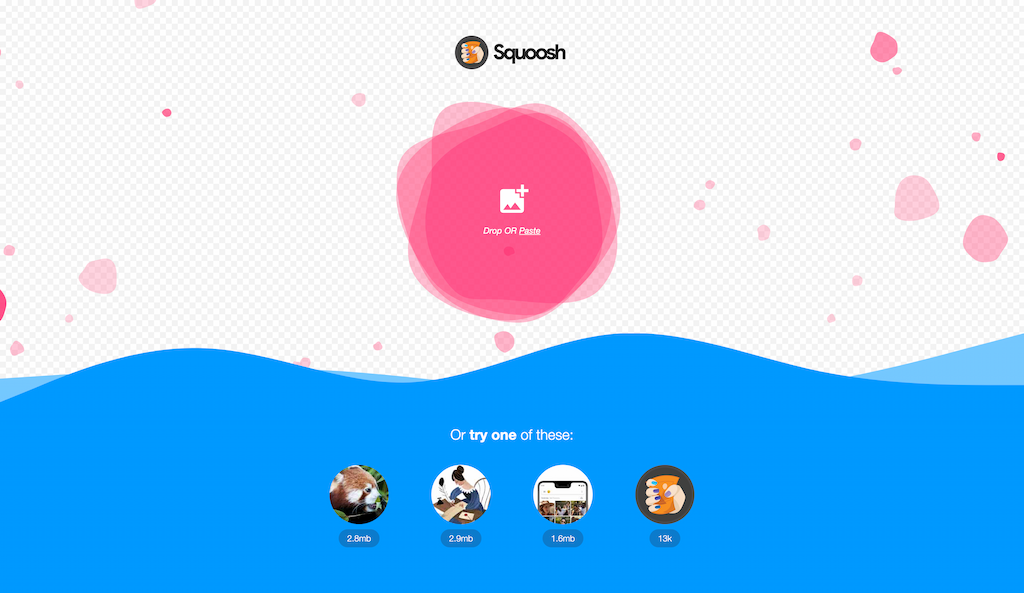 Squoosh
Drop OR Paste
Or try one of these:
2.8mb
2.9mb
1.6mb
13k